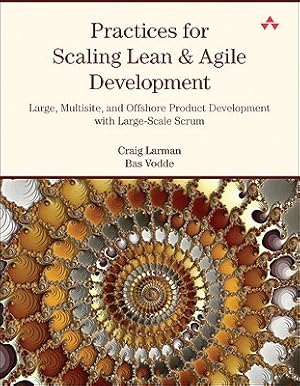 Practices for
Scaling Lean & Agile
Development
Large, Multisite, and Offshore Product Development
with Large-Scale Scrum
Craig Larman
Bas Vodde